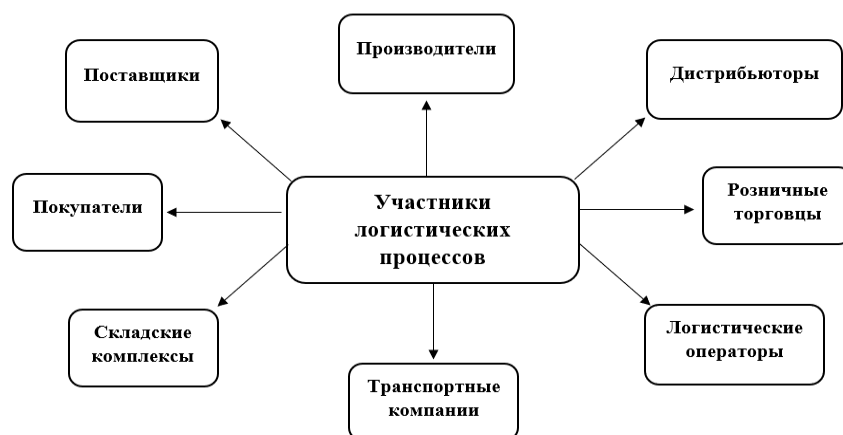 Производители
Поставщики
Дистрибьюторы
Покупатели
Участники
логистических
процессов
Розничные
торговцы
Складские
комплексы
Логистические
операторы
Транспортные
компании